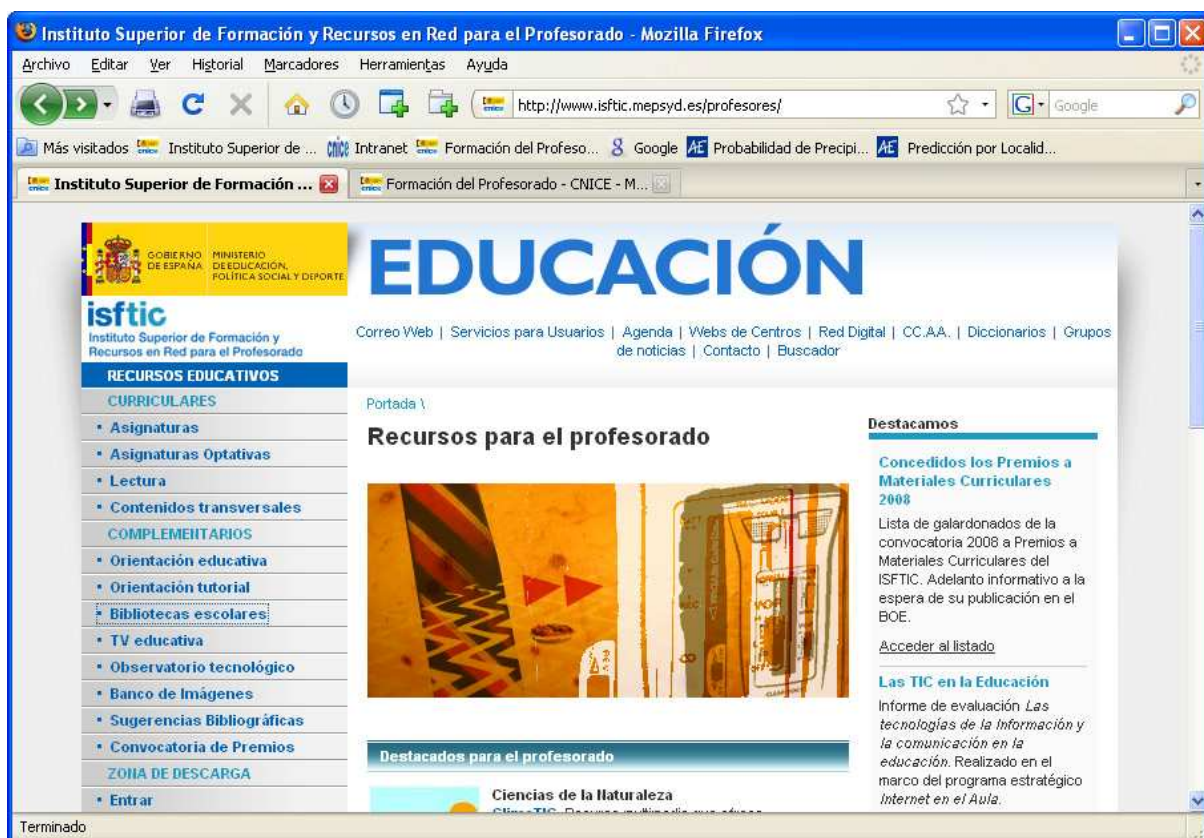 Instituto Superior de Formación y Recursos en Red para el Profesorado - Mozilla Firefox
Archivo Editar Ver Historial Marcadores Herramientas Ayuda
http://www.isftic.mepsyd.es/profesores/
G Google
Más visitados Instituto Superior de ... cnice Intranet Formación del Profeso... Google AE Probabilidad de Precipi... AE Predicción por Localid...
Instituto Superior de Formación ... Formación del Profesorado - CNICE - M...
GOBIERNO DE ESPAÑA
MINISTERIO DE EDUCACIÓN, POLÍTICA SOCIAL Y DEPORTE
isftic
Instituto Superior de Formación y
Recursos en Red para el Profesorado
EDUCACIÓN
Correo Web | Servicios para Usuarios | Agenda | Webs de Centros | Red Digital | CC.AA. | Diccionarios | Grupos
de noticias | Contacto | Buscador
RECURSOS EDUCATIVOS
CURRICULARES
Asignaturas
Asignaturas Optativas
Lectura
Contenidos transversales
COMPLEMENTARIOS
Orientación educativa
Orientación tutorial
Bibliotecas escolares
TV educativa
Observatorio tecnológico
Banco de Imágenes
Sugerencias Bibliográficas
Convocatoria de Premios
ZONA DE DESCARGA
Entrar
Portada \
Recursos para el profesorado
Destacados para el profesorado
Ciencias de la Naturaleza
Destacamos
Concedidos los Premios a
Materiales Curriculares
2008
Lista de galardonados de la
convocatoria 2008 a Premios a
Materiales Curriculares del
ISFTIC. Adelanto informativo a la
espera de su publicación en el
BOE.
Acceder al listado
Las TIC en la Educación
Informe de evaluación Las
tecnologías de la Información y
la comunicación en la
educación. Realizado en el
marco del programa estratégico
Internet en el Aula.
Terminado